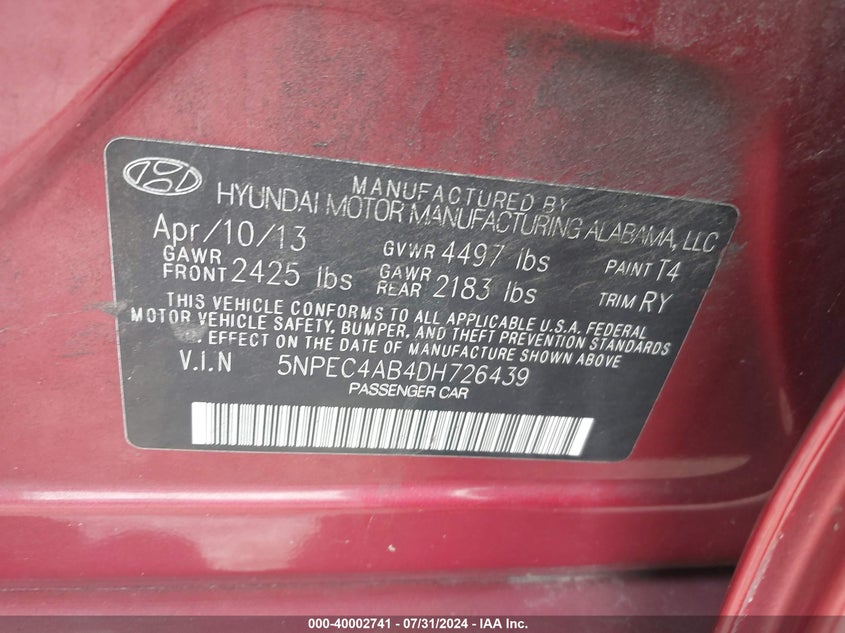 MANUFACTURED BY
HYUNDAI MOTOR MANUFACTURING ALABAMA, LLC
Apr/10/13 GVWR 4497 lbs PAINT T4
GAWR FRONT 2425 lbs GAWR REAR 2183 lbs TRIM RY
THIS VEHICLE CONFORMS TO ALL APPLICABLE U.S.A. FEDERAL
MOTOR VEHICLE SAFETY, BUMPER, AND THEFT PREVENTION STANDARDS
EFFECT ON THE DATE OF MANUFACTURE SHOWN ABOVE
V.I.N 5NPEC4AB4DH726439
PASSENGER CAR
000-40002741 - 07/31/2024 - IAA Inc.